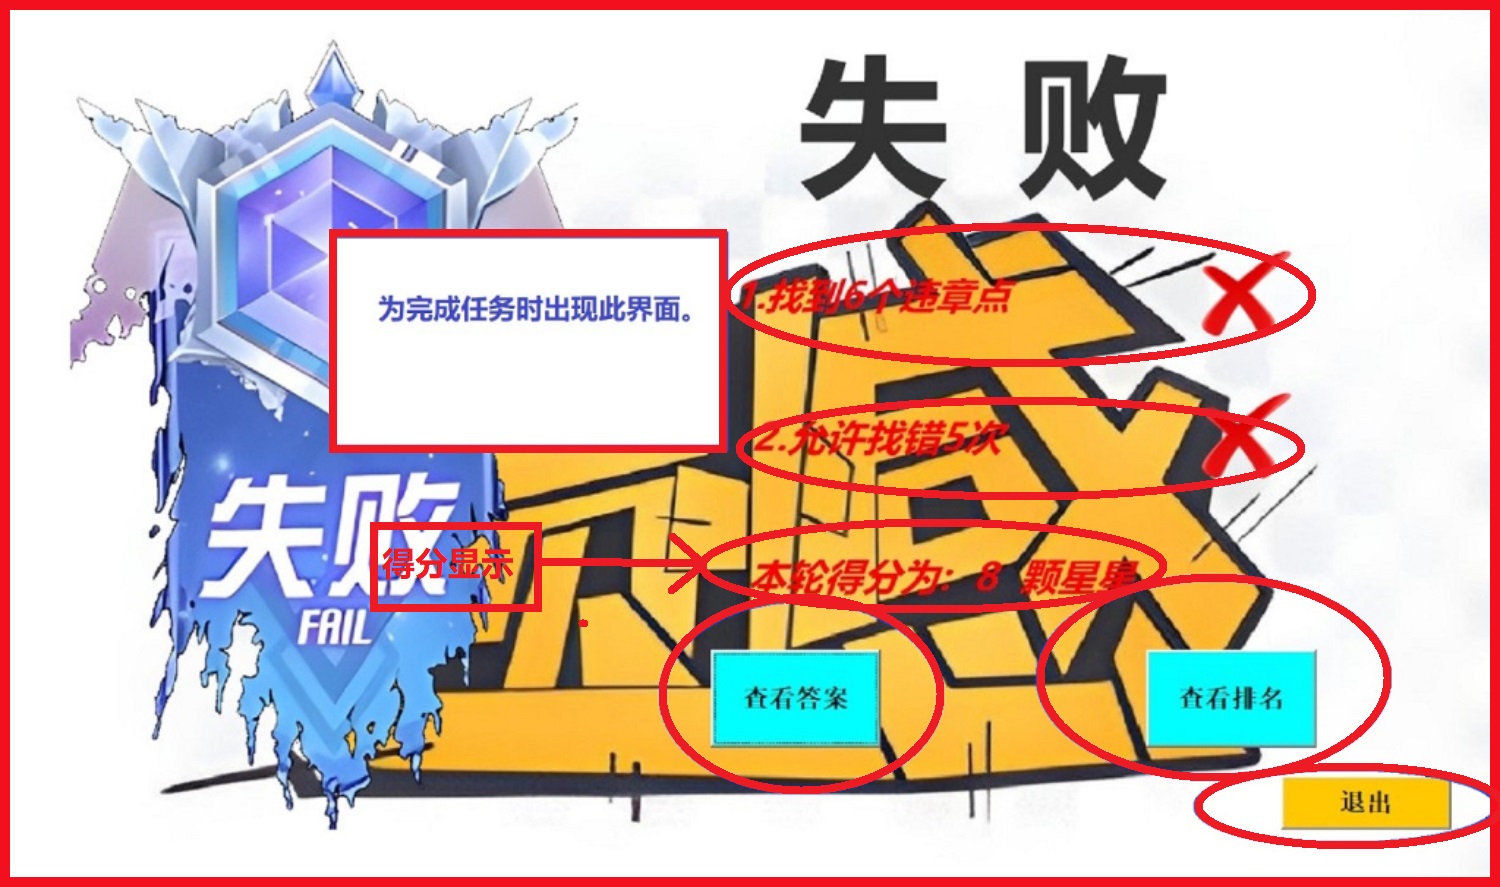 失 败
为完成任务时出现此界面。
1.找到6个违章点
2.允许找错5次
失败
FAIL
得分显示
本轮得分为: 8 颗星星
查看答案
查看排名
退出